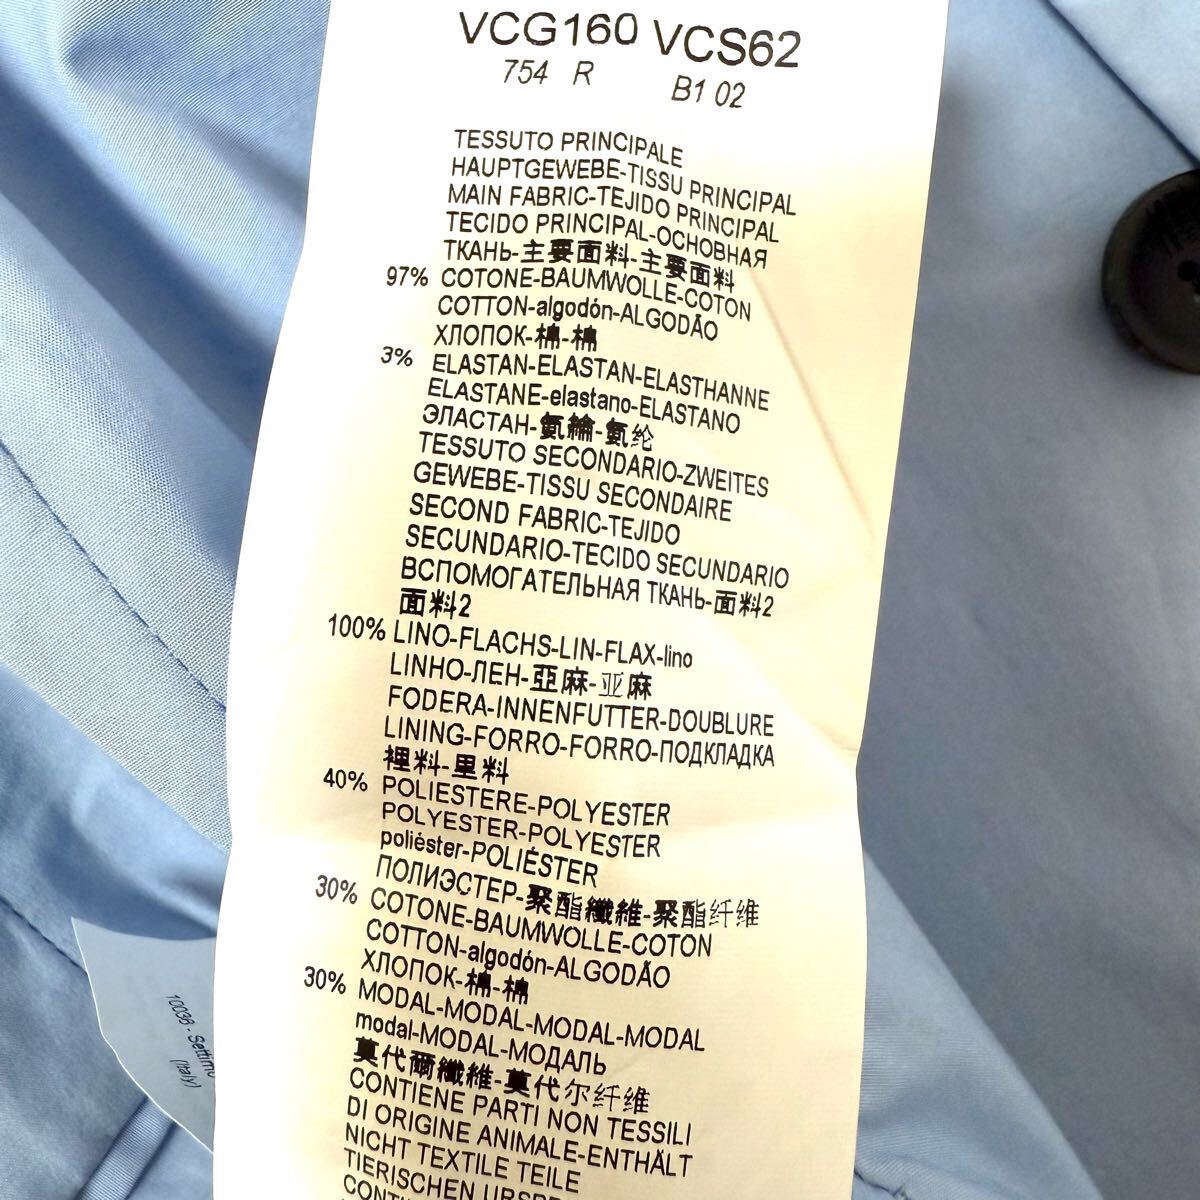 VCG160 VCS62
754 R B1 02
TESSUTO PRINCIPALE
HAUPTGEWEBE-TISSU PRINCIPAL
MAIN FABRIC-TEJIDO PRINCIPAL
TECIDO PRINCIPAL-ОСНОВНАЯ
ТКАНЬ-主要面料-主要面料
97% COTONE-BAUMWOLLE-COTON
COTTON-algodón-ALGODÃO
ХЛОПОК-棉-棉
3% ELASTAN-ELASTAN-ELASTHANNE
ELASTANE-elastano-ELASTANO
ЭЛАСТАН-氨綸-氨纶
TESSUTO SECONDARIO-ZWEITES
GEWEBE-TISSU SECONDAIRE
SECOND FABRIC-TEJIDO
SECUNDARIO-TECIDO SECUNDARIO
ВСПОМОГАТЕЛЬНАЯ ТКАНЬ-面料2
面料2
100% LINO-FLACHS-LIN-FLAX-lino
LINHO-ЛЕН-亞麻-亚麻
FODERA-INNENFUTTER-DOUBLURE
LINING-FORRO-FORRO-ПОДКЛАДКА
裡料-里料
40% POLIESTERE-POLYESTER
POLYESTER-POLYESTER
poliéster-POLIÉSTER
ПОЛИЭСТЕР-聚酯纖維-聚酯纤维
30% COTONE-BAUMWOLLE-COTON
COTTON-algodón-ALGODÃO
ХЛОПОК-棉-棉
30% MODAL-MODAL-MODAL-MODAL
modal-MODAL-МОДАЛЬ
莫代爾纖維-莫代尔纤维
CONTIENE PARTI NON TESSILI
DI ORIGINE ANIMALE-ENTHÄLT
NICHT TEXTILE TEILE
TIERISCHEN
10036 - Settimo
(Italy)